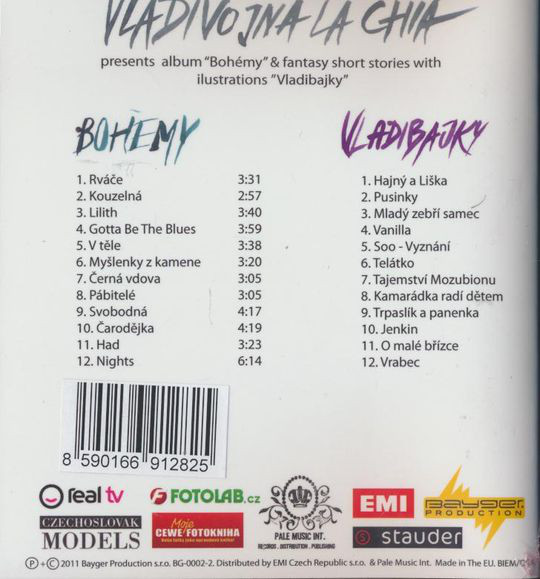 VLADIVOJNA LA CHIA
presents album "Bohémy" & fantasy short stories with
ilustrations "Vladibajky"
BOHÉMY
1. Rváče 3:31
2. Kouzelná 2:57
3. Lilith 3:40
4. Gotta Be The Blues 3:59
5. V těle 3:38
6. Myšlenky z kamene 3:20
7. Černá vdova 3:05
8. Pábitelé 3:05
9. Svobodná 4:17
10. Čarodějka 4:19
11. Had 3:23
12. Nights 6:14
VLADIBAJKY
1. Hajný a Liška
2. Pusinky
3. Mladý zebří samec
4. Vanilla
5. Soo - Vyznání
6. Telátko
7. Tajemství Mozubionu
8. Kamarádka radí dětem
9. Trpaslík a panenka
10. Jenkin
11. O malé břízce
12. Vrabec
8 590166 912825
real tv
FOTOLAB.cz
PALE MUSIC INT.
RECORDS . DISTRIBUTION . PUBLISHING
EMI
BAYGER
PRODUCTION
CZECHOSLOVAK
MODELS
Moje
CEWE FOTOKNIHA
stauder
P + C 2011 Bayger Production s.r.o. BG-0002-2. Distributed by EMI Czech Republic s.r.o. & Pale Music Int. Made in The EU. BIEM/